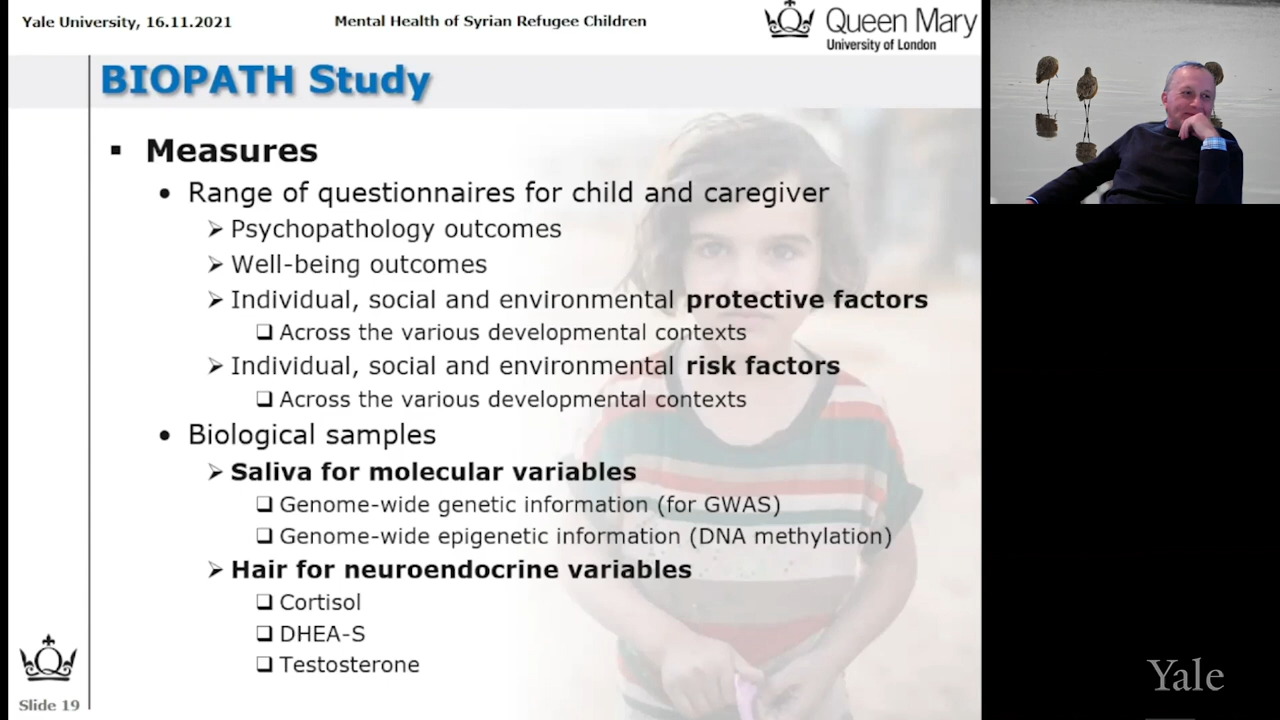 Yale University, 16.11.2021
Mental Health of Syrian Refugee Children
Queen Mary
University of London
BIOPATH Study
Measures
Range of questionnaires for child and caregiver
Psychopathology outcomes
Well-being outcomes
Individual, social and environmental protective factors
Across the various developmental contexts
Individual, social and environmental risk factors
Across the various developmental contexts
Biological samples
Saliva for molecular variables
Genome-wide genetic information (for GWAS)
Genome-wide epigenetic information (DNA methylation)
Hair for neuroendocrine variables
Cortisol
DHEA-S
Testosterone
Slide 19
Yale